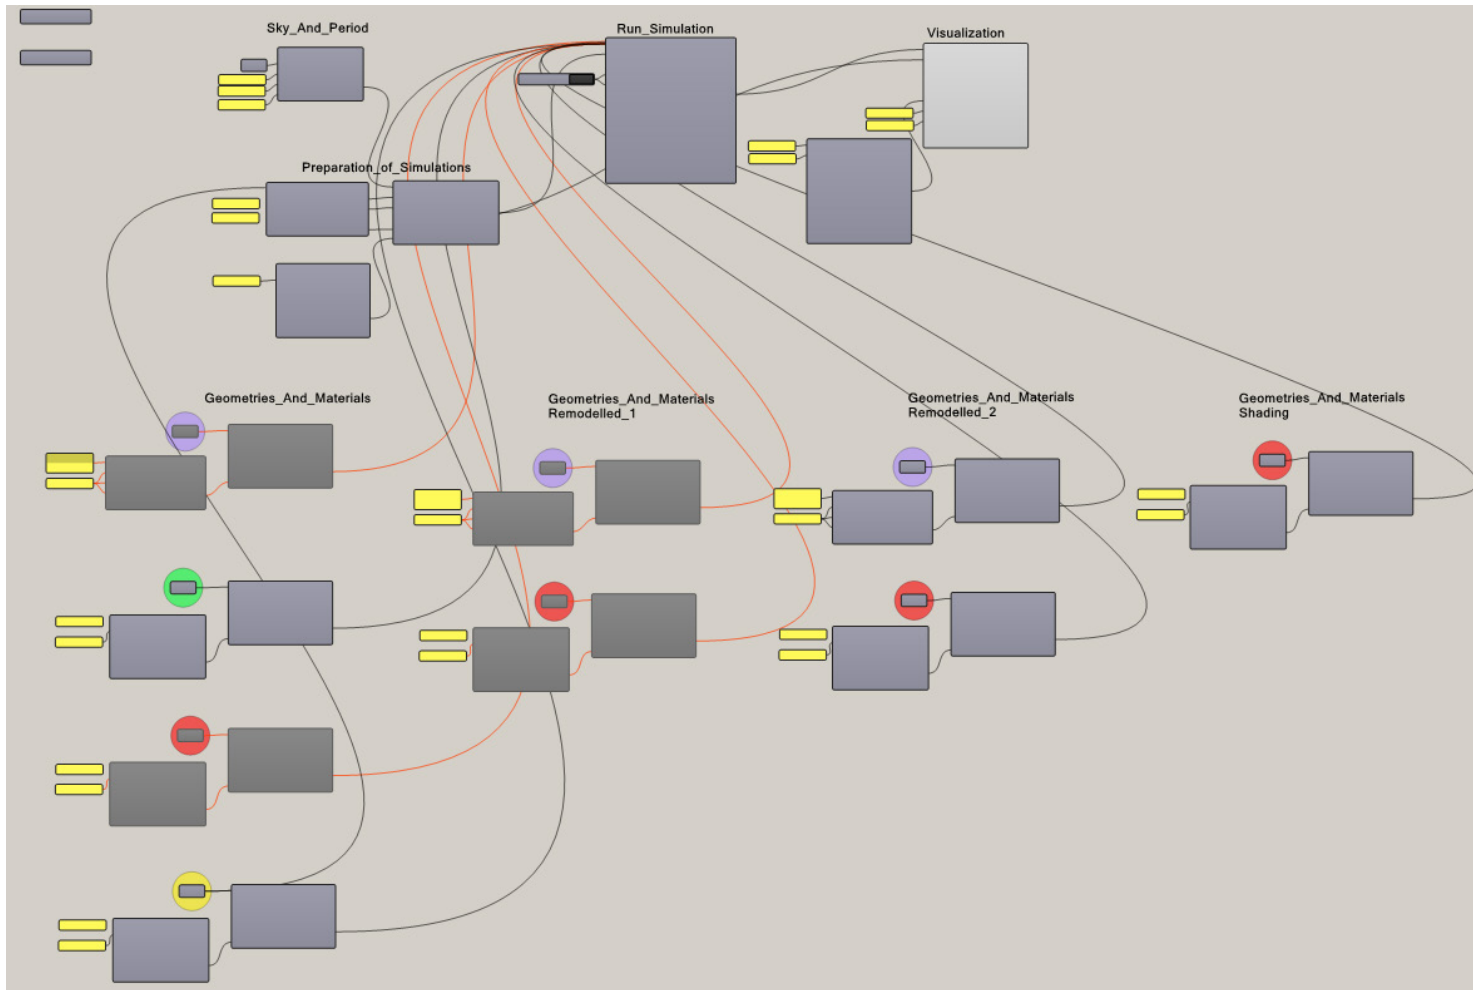 Sky_And_Period
Run_Simulation
Visualization
Preparation_of_Simulations
Geometries_And_Materials
Geometries_And_Materials
Remodelled_1
Geometries_And_Materials
Remodelled_2
Geometries_And_Materials
Shading